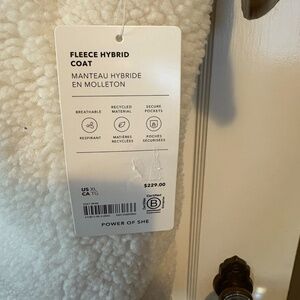 FLEECE HYBRID
COAT
MANTEAU HYBRIDE
EN MOLLETON
BREATHABLE
RECYCLED
MATERIAL
SECURE
POCKETS
RESPIRANT
MATIÈRES
RECYCLÉES
POCHES
SÉCURISÉES
$229.00
US XL
CA TG
Certified
B
POWER OF SHE